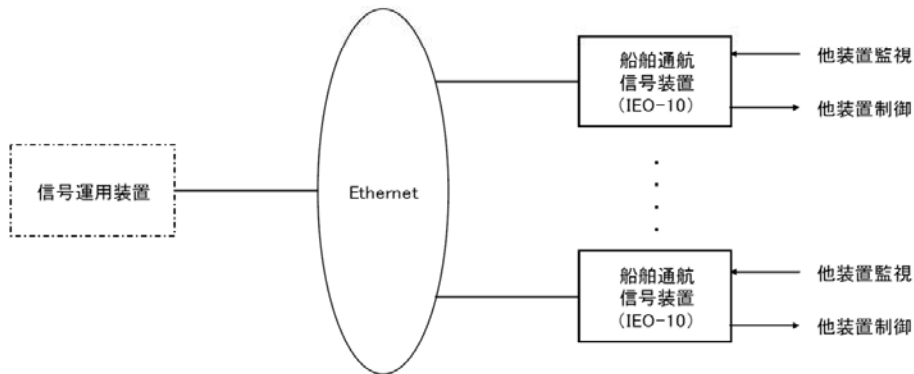 船舶通航
信号装置
(IEO-10)
他装置監視
他装置制御
信号運用装置
Ethernet
船舶通航
信号装置
(IEO-10)
他装置監視
他装置制御